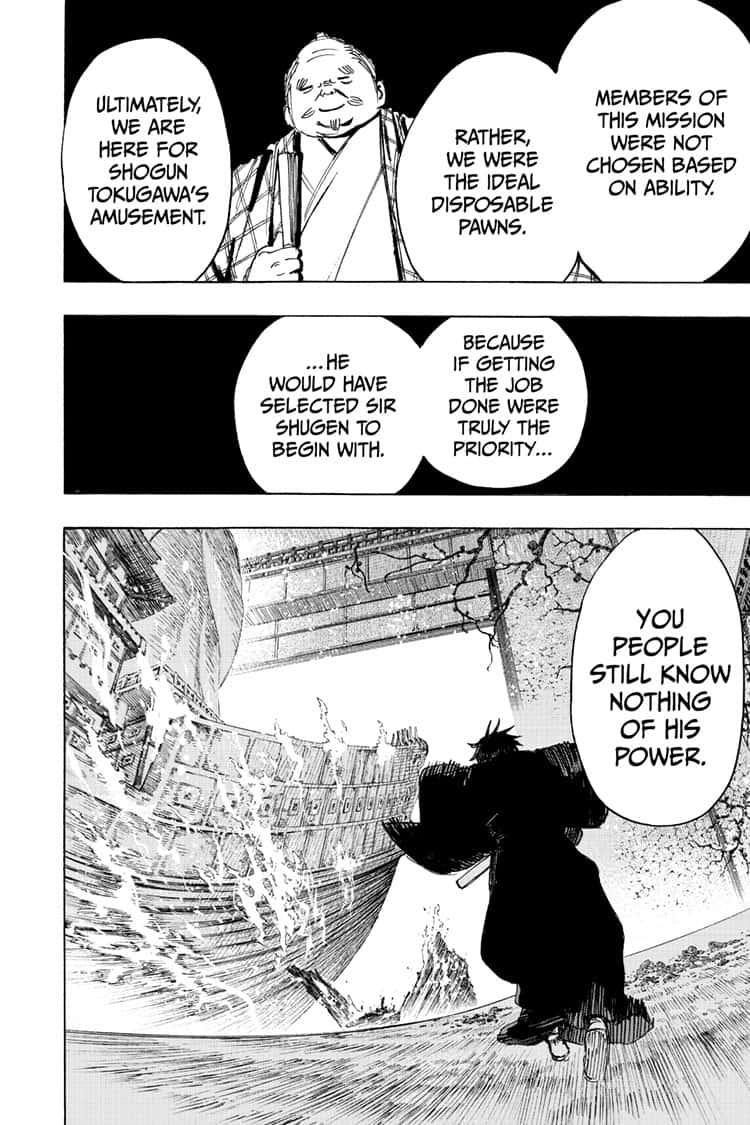 MEMBERS OF
THIS MISSION
WERE NOT
CHOSEN BASED
ON ABILITY.
RATHER,
WE WERE
THE IDEAL
DISPOSABLE
PAWNS.
ULTIMATELY,
WE ARE
HERE FOR
SHOGUN
TOKUGAWA'S
AMUSEMENT.
BECAUSE
IF GETTING
THE JOB
DONE WERE
TRULY THE
PRIORITY...
...HE
WOULD HAVE
SELECTED SIR
SHUGEN TO
BEGIN WITH.
YOU
PEOPLE
STILL KNOW
NOTHING
OF HIS
POWER.